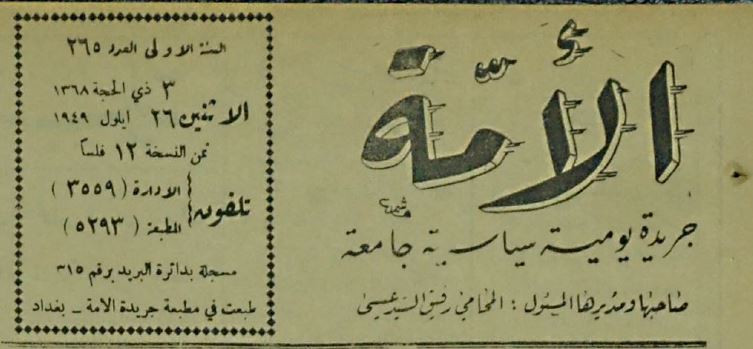 الأمة
جريدة يومية سياسية جامعة
صاحبها ومديرها المسئول : المحامي رفيق السيد عيسى
السنة الاولى العدد ٢٦٥
٣ ذي الحجة ١٣٦٨
الاثنين ٢٦ ايلول ١٩٤٩
ثمن النسخة ١٢ فلسا
تلفون
الادارة ( ٣٥٥٩ )
المطبعة ( ٥٢٩٣ )
مسجلة بدائرة البريد برقم ٣١٥
طبعت في مطبعة جريدة الامة - بغداد